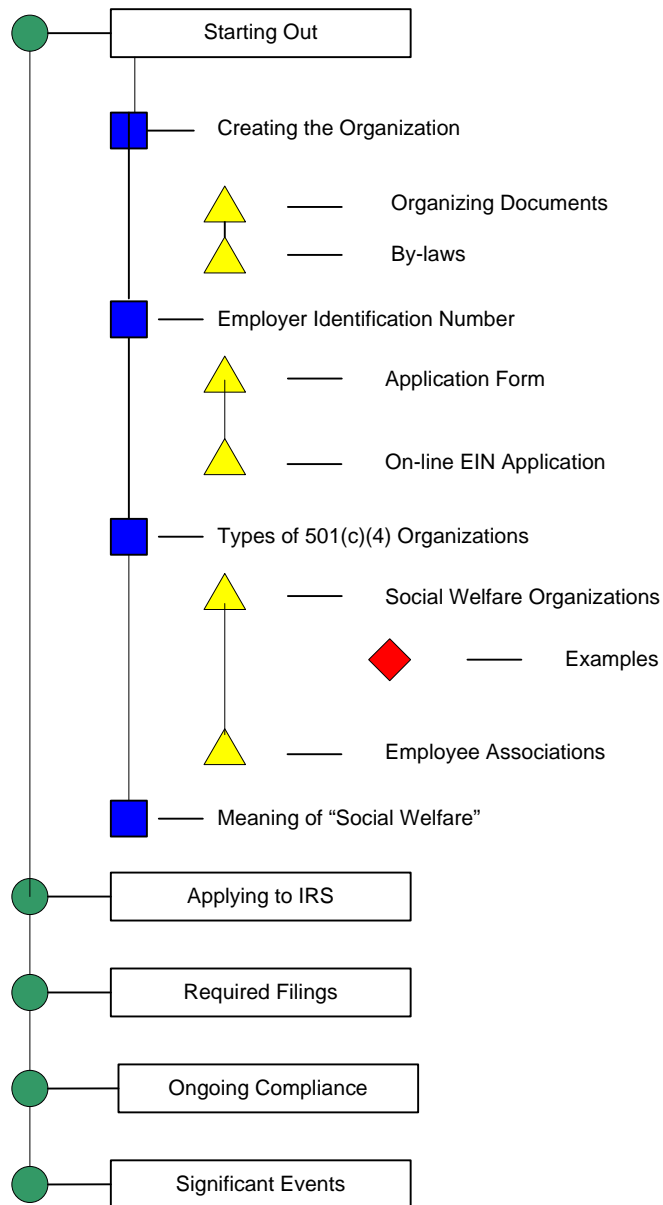 Starting Out
Creating the Organization
Organizing Documents
By-laws
Employer Identification Number
Application Form
On-line EIN Application
Types of 501(c)(4) Organizations
Social Welfare Organizations
Examples
Employee Associations
Meaning of “Social Welfare”
Applying to IRS
Required Filings
Ongoing Compliance
Significant Events